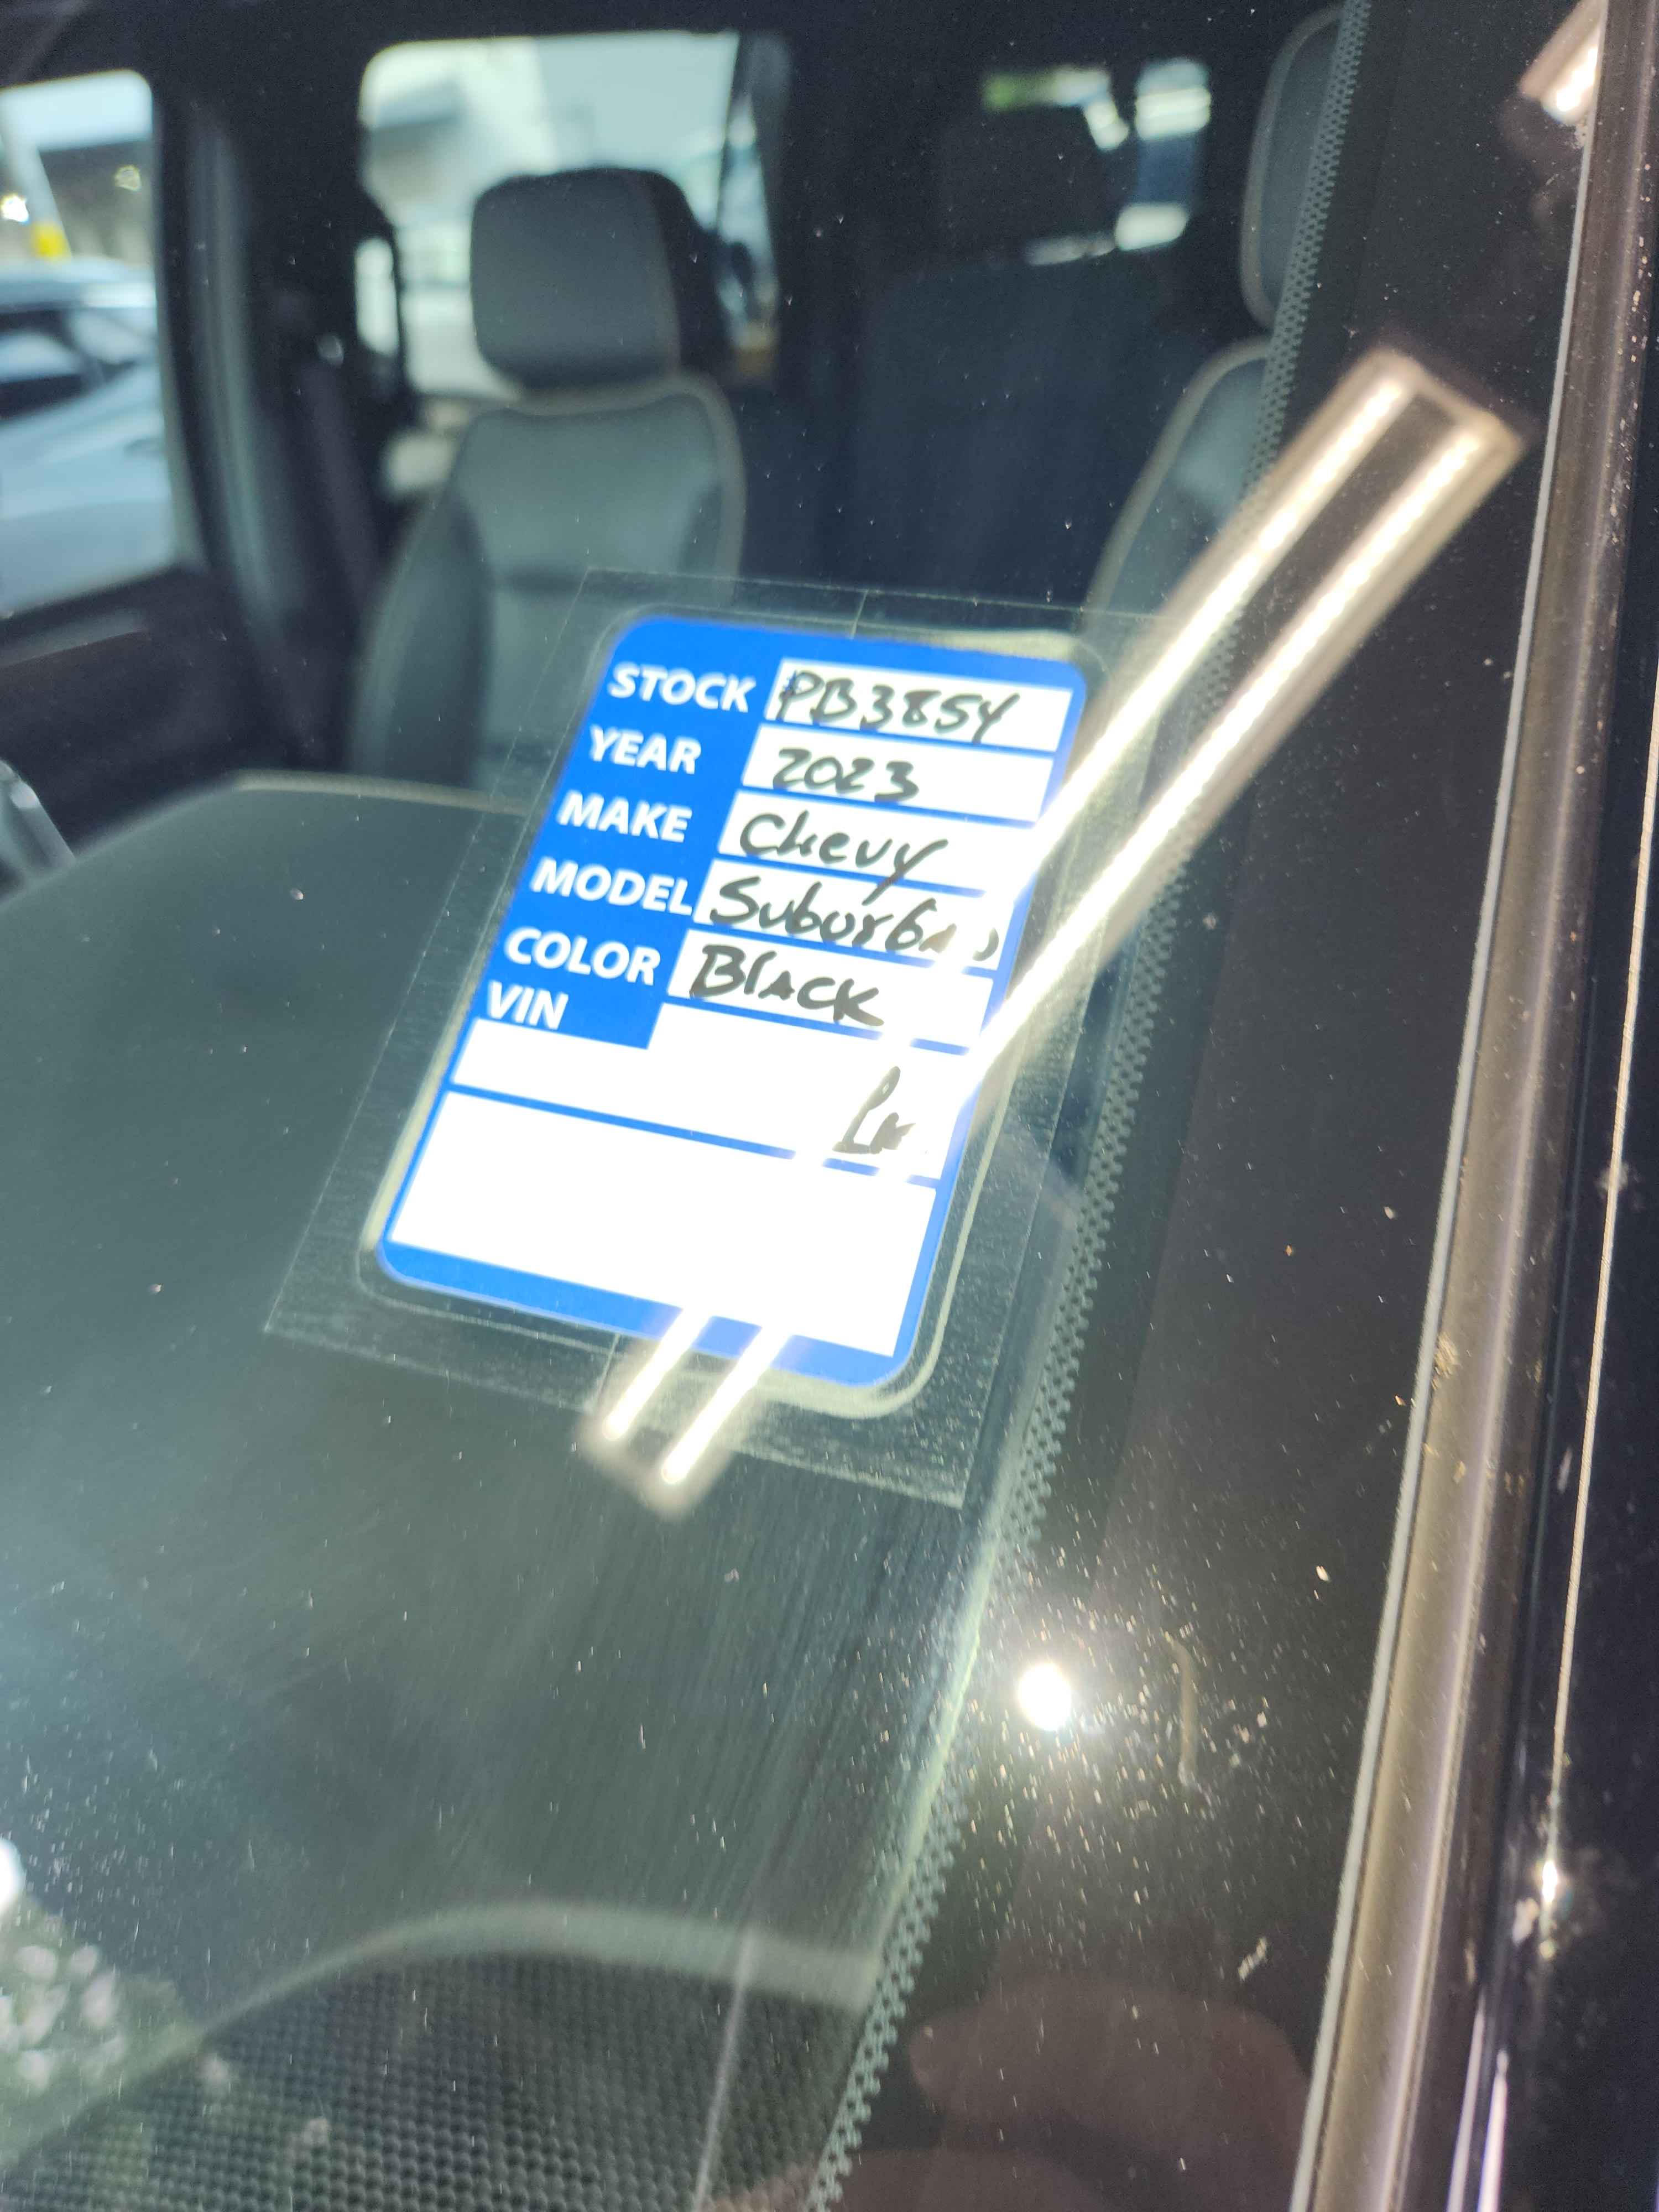 STOCK PB3854
YEAR 2023
MAKE Chevy
MODEL Suburban
COLOR Black
VIN